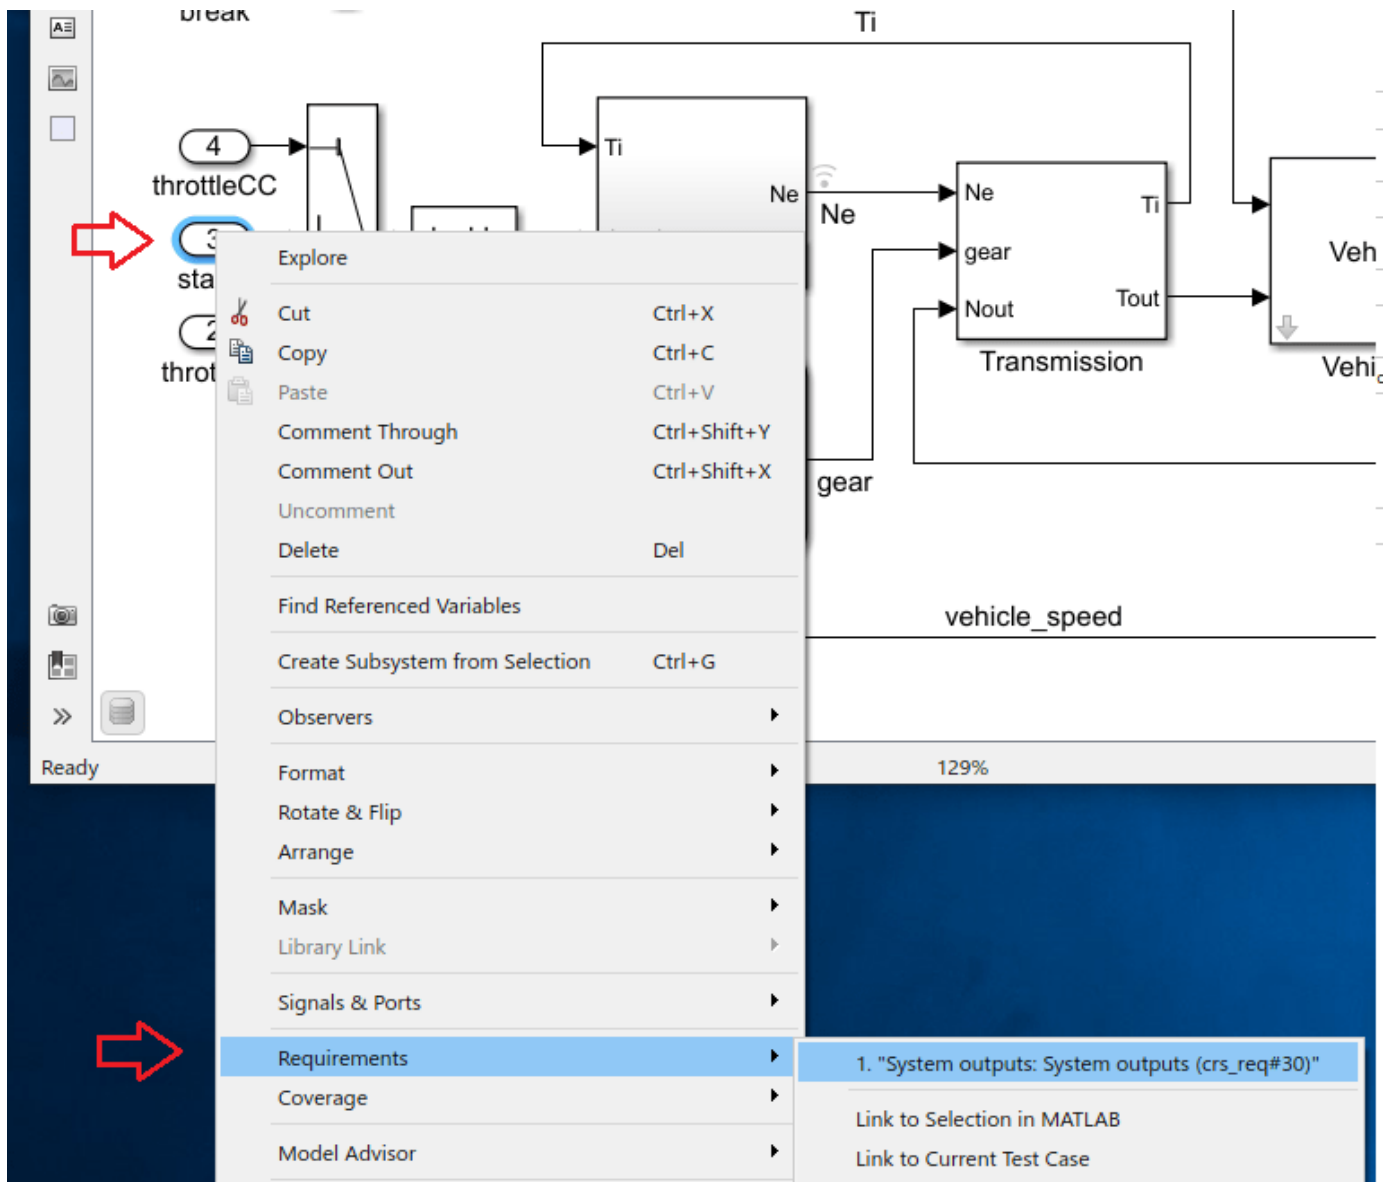 break
Ti
4
throttleCC
Ti
Ne
Ne
Ne
gear
Nout
Ti
Tout
Transmission
Veh
Vehi
3
sta
2
throt
gear
vehicle_speed
Explore
Cut Ctrl+X
Copy Ctrl+C
Paste Ctrl+V
Comment Through Ctrl+Shift+Y
Comment Out Ctrl+Shift+X
Uncomment
Delete Del
Find Referenced Variables
Create Subsystem from Selection Ctrl+G
Observers
Format
Rotate & Flip
Arrange
Mask
Library Link
Signals & Ports
Requirements
Coverage
Model Advisor
1. "System outputs: System outputs (crs_req#30)"
Link to Selection in MATLAB
Link to Current Test Case
Ready
129%